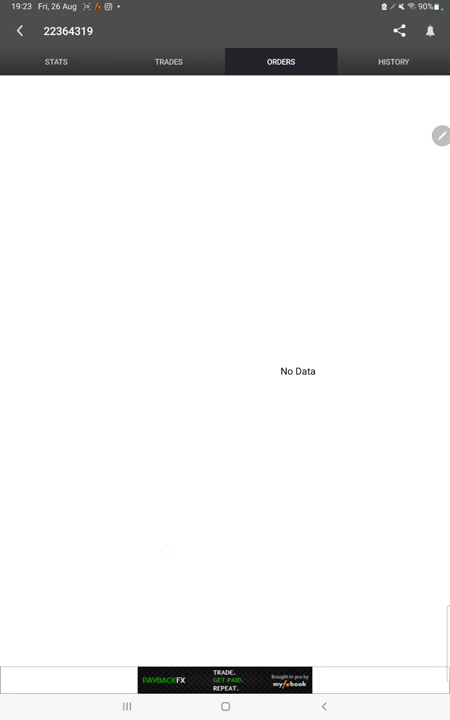 19:23 Fri, 26 Aug
90%
22364319
STATS TRADES ORDERS HISTORY
No Data
PAYBACKFX
TRADE.
GET PAID.
REPEAT.
Brought to you by
myfxbook